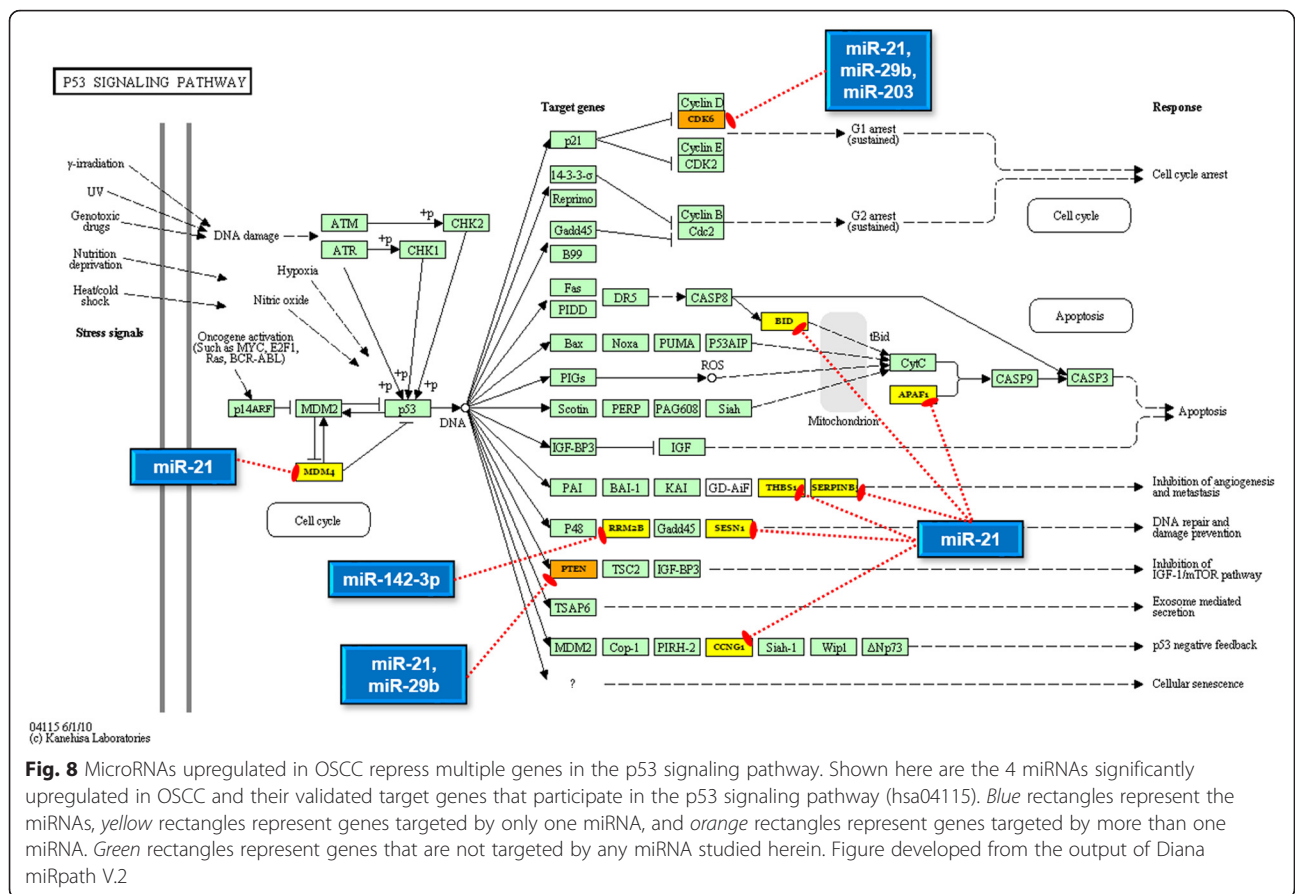 P53 SIGNALING PATHWAY
miR-21,
miR-29b,
miR-203
Target genes
Response
Cyclin D
CDK6
p21
G1 arrest
(sustained)
Cyclin E
CDK2
γ-irradiation
UV
Genotoxic
drugs
Nutrition
deprivation
Heat/cold
shock
Stress signals
DNA damage
ATM
+p
CHK2
ATR
+p
CHK1
Hypoxia
Nitric oxide
14-3-3-σ
Reprimo
Gadd45
B99
Cyclin B
Cdc2
G2 arrest
(sustained)
Cell cycle arrest
Cell cycle
Fas
PIDD
DR5
CASP8
BID
tBid
Apoptosis
Oncogene activation
(Such as MYC, E2F1,
Ras, BCR-ABL)
Bax
Noxa
PUMA
P53AIP
ROS
CytC
PIGs
CASP9
CASP3
APAF1
p14ARF
MDM2
+p
+p
+p
p53
DNA
Scotin
PERP
PAG608
Siah
Mitochondrion
Apoptosis
IGF-BP3
IGF
miR-21
MDM4
Cell cycle
PAI
BAI-1
KAI
GD-AiF
THBS1
SERPINB
Inhibition of angiogenesis
and metastasis
P48
RRM2B
Gadd45
SESN1
miR-21
DNA repair and
damage prevention
miR-142-3p
PTEN
TSC2
IGF-BP3
Inhibition of
IGF-1/mTOR pathway
TSAP6
Exosome mediated
secretion
miR-21,
miR-29b
MDM2
Cop-1
PIRH-2
CCNG1
Siah-1
Wip1
ΔNp73
p53 negative feedback
?
Cellular senescence
04115 6/1/10
(c) Kanehisa Laboratories
Fig. 8 MicroRNAs upregulated in OSCC repress multiple genes in the p53 signaling pathway. Shown here are the 4 miRNAs significantly
upregulated in OSCC and their validated target genes that participate in the p53 signaling pathway (hsa04115). Blue rectangles represent the
miRNAs, yellow rectangles represent genes targeted by only one miRNA, and orange rectangles represent genes targeted by more than one
miRNA. Green rectangles represent genes that are not targeted by any miRNA studied herein. Figure developed from the output of Diana
miRpath V.2